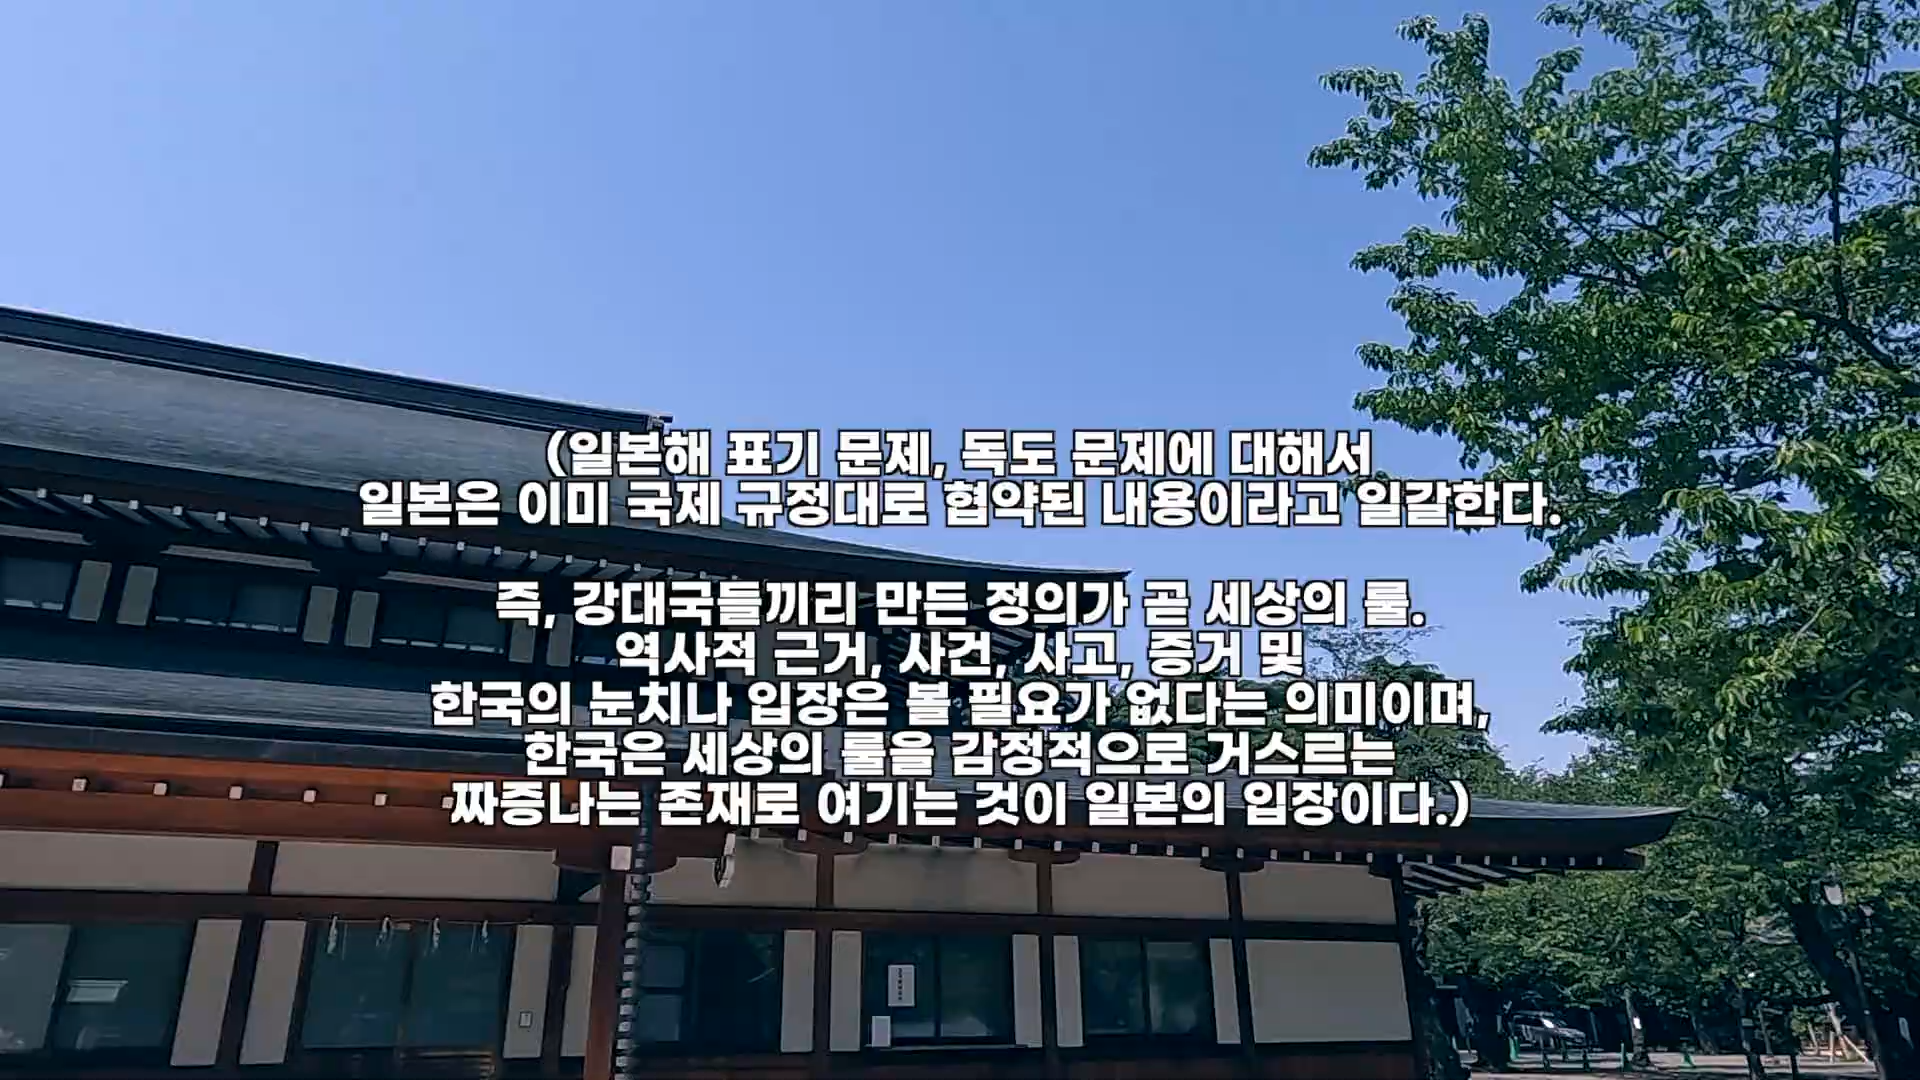 (일본해 표기 문제, 독도 문제에 대해서
일본은 이미 국제 규정대로 협약된 내용이라고 일갈한다.
즉, 강대국들끼리 만든 정의가 곧 세상의 룰.
역사적 근거, 사건, 사고, 증거 및
한국의 눈치나 입장은 볼 필요가 없다는 의미이며,
한국은 세상의 룰을 감정적으로 거스르는
짜증나는 존재로 여기는 것이 일본의 입장이다.)